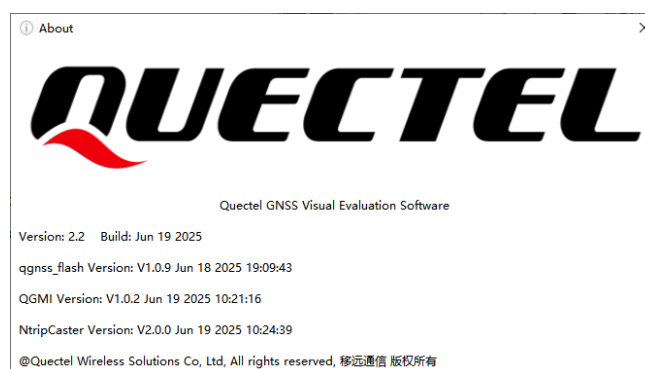 About
QUECTEL
Quectel GNSS Visual Evaluation Software
Version: 2.2 Build: Jun 19 2025
qgnss_flash Version: V1.0.9 Jun 18 2025 19:09:43
QGMI Version: V1.0.2 Jun 19 2025 10:21:16
NtripCaster Version: V2.0.0 Jun 19 2025 10:24:39
@Quectel Wireless Solutions Co, Ltd, All rights reserved, 移远通信 版权所有